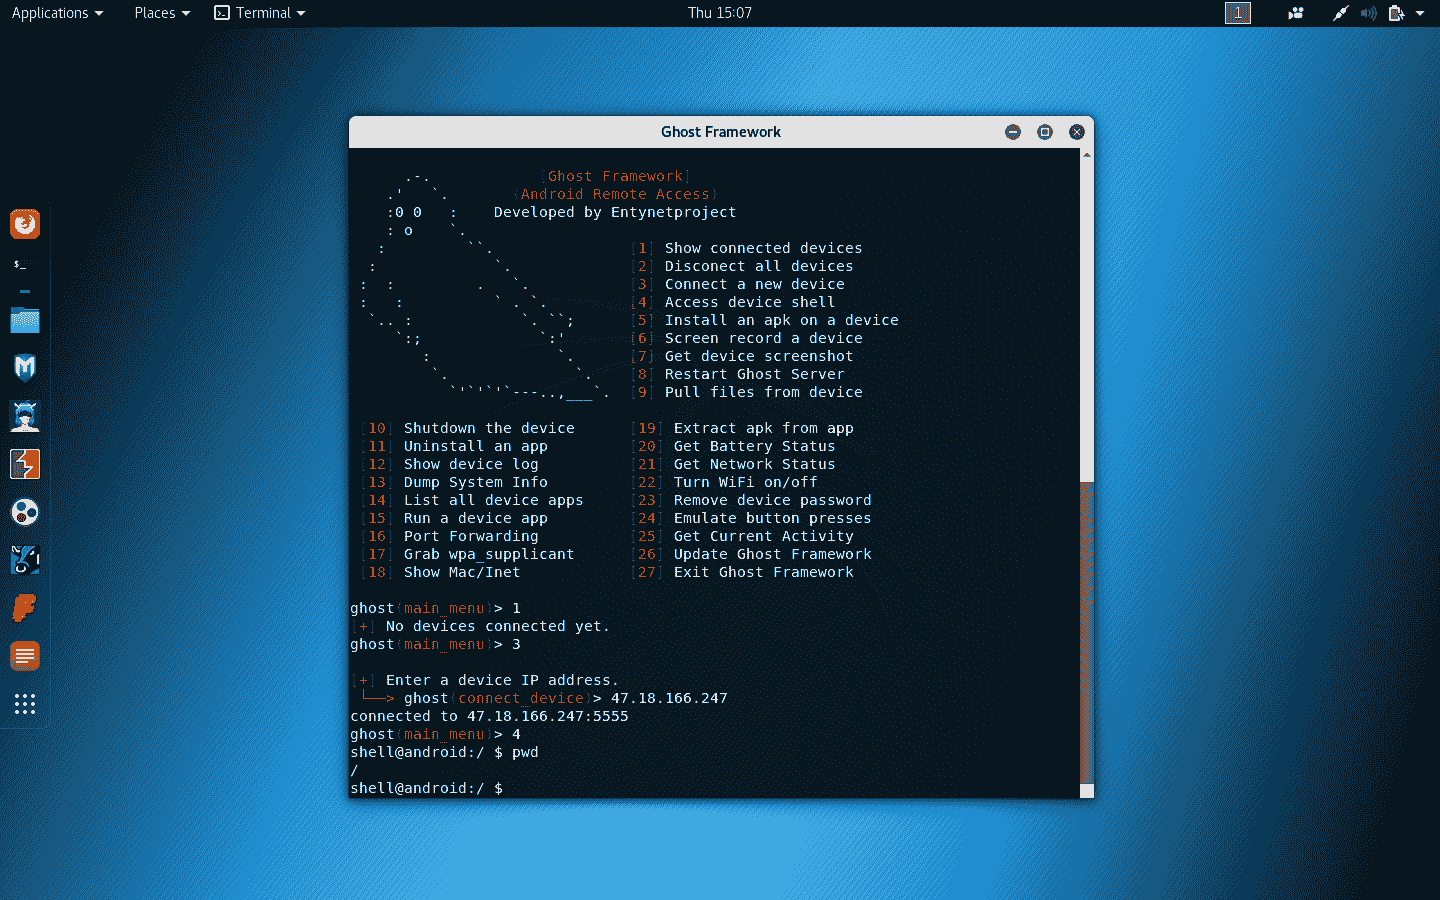 Applications Places Terminal Thu 15:07 1
Ghost Framework
[Ghost Framework]
(Android Remote Access)
Developed by Entynetproject
[1] Show connected devices
[2] Disconect all devices
[3] Connect a new device
[4] Access device shell
[5] Install an apk on a device
[6] Screen record a device
[7] Get device screenshot
[8] Restart Ghost Server
[9] Pull files from device
[10] Shutdown the device [19] Extract apk from app
[11] Uninstall an app [20] Get Battery Status
[12] Show device log [21] Get Network Status
[13] Dump System Info [22] Turn WiFi on/off
[14] List all device apps [23] Remove device password
[15] Run a device app [24] Emulate button presses
[16] Port Forwarding [25] Get Current Activity
[17] Grab wpa_supplicant [26] Update Ghost Framework
[18] Show Mac/Inet [27] Exit Ghost Framework
ghost(main_menu)> 1
[+] No devices connected yet.
ghost(main_menu)> 3
[+] Enter a device IP address.
└──> ghost(connect_device)> 47.18.166.247
connected to 47.18.166.247:5555
ghost(main_menu)> 4
shell@android:/ $ pwd
/
shell@android:/ $